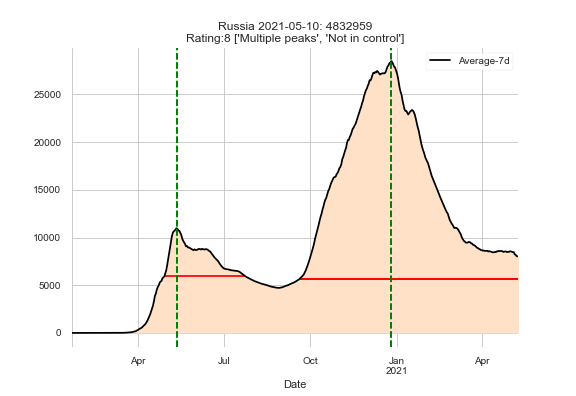 Russia 2021-05-10: 4832959
Rating:8 ['Multiple peaks', 'Not in control']
Average-7d
25000
20000
15000
10000
5000
0
Apr
Jul
Oct
Jan
2021
Apr
Date